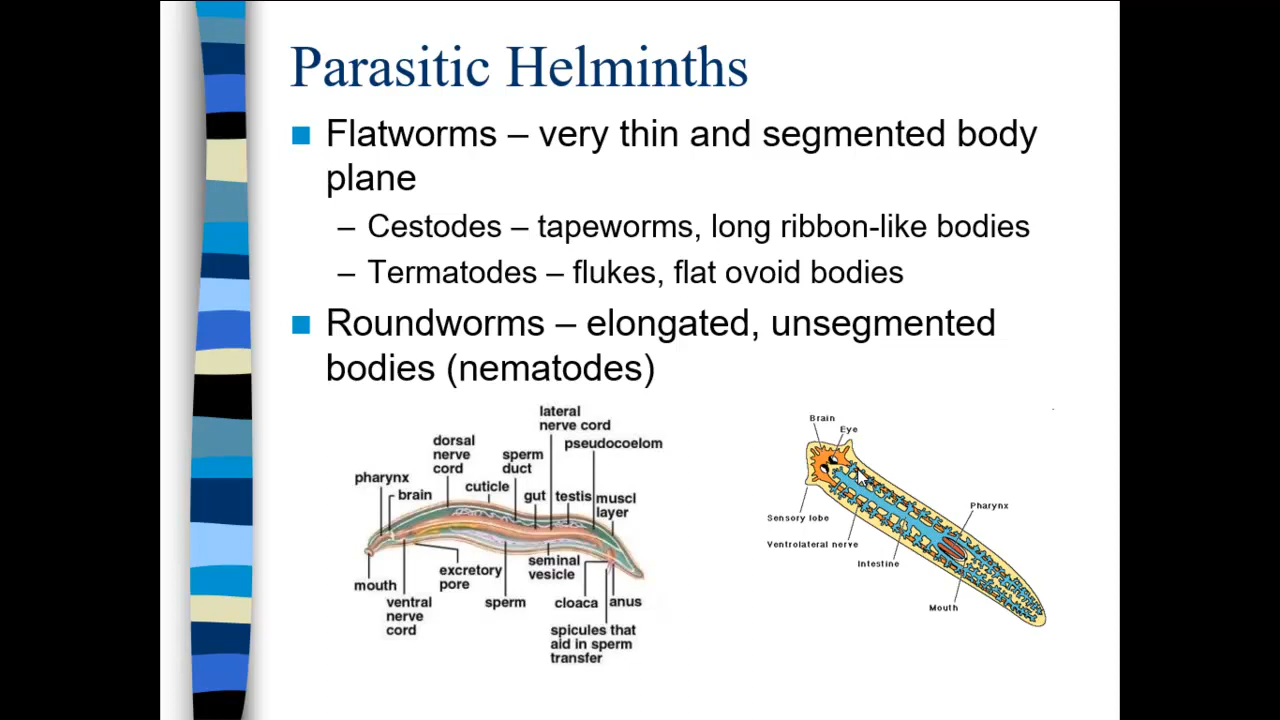 Parasitic Helminths
Flatworms – very thin and segmented body
plane
– Cestodes – tapeworms, long ribbon-like bodies
– Termatodes – flukes, flat ovoid bodies
Roundworms – elongated, unsegmented
bodies (nematodes)
lateral
nerve cord
dorsal
nerve
cord
sperm
duct
pseudocoelom
pharynx
brain
cuticle
gut
testis
muscl
layer
mouth
ventral
nerve
cord
excretory
pore
sperm
seminal
vesicle
cloaca
anus
spicules that
aid in sperm
transfer
Brain
Eye
Sensory lobe
Pharynx
Ventrolateral nerve
Intestine
Mouth